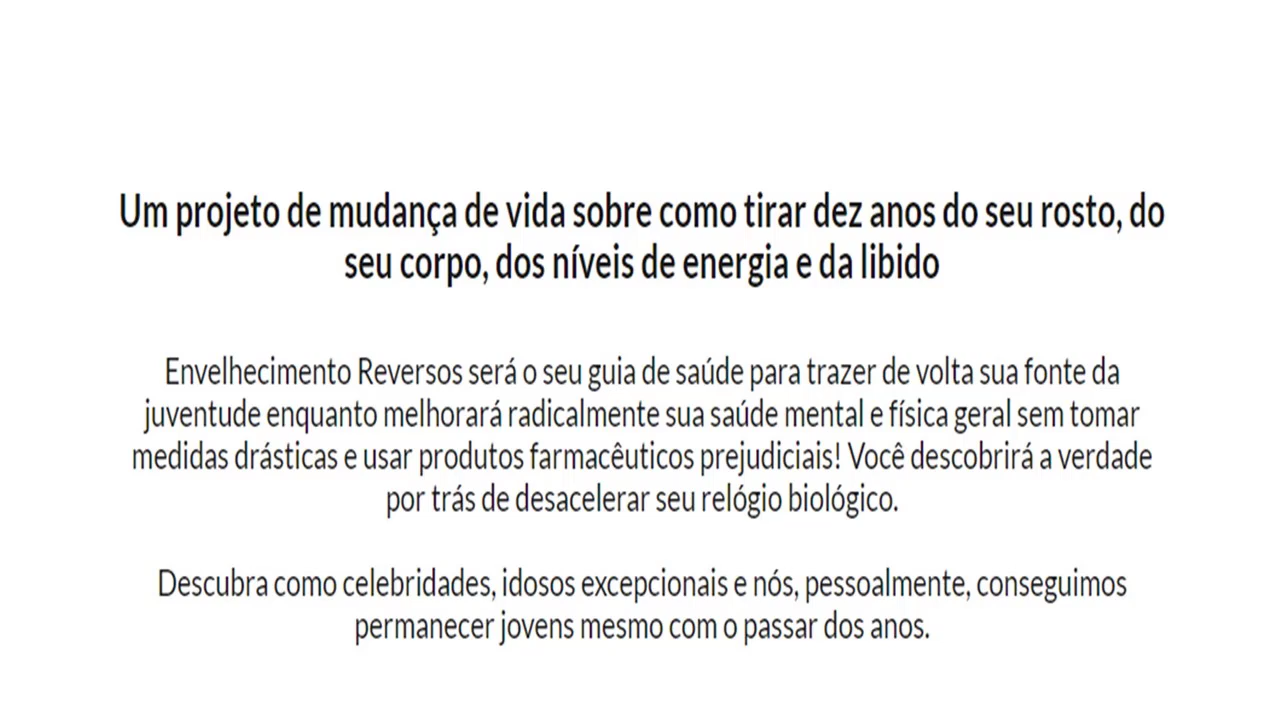 Um projeto de mudança de vida sobre como tirar dez anos do seu rosto, do
seu corpo, dos níveis de energia e da libido
Envelhecimento Reversos será o seu guia de saúde para trazer de volta sua fonte da
juventude enquanto melhorará radicalmente sua saúde mental e física geral sem tomar
medidas drásticas e usar produtos farmacêuticos prejudiciais! Você descobrirá a verdade
por trás de desacelerar seu relógio biológico.
Descubra como celebridades, idosos excepcionais e nós, pessoalmente, conseguimos
permanecer jovens mesmo com o passar dos anos.